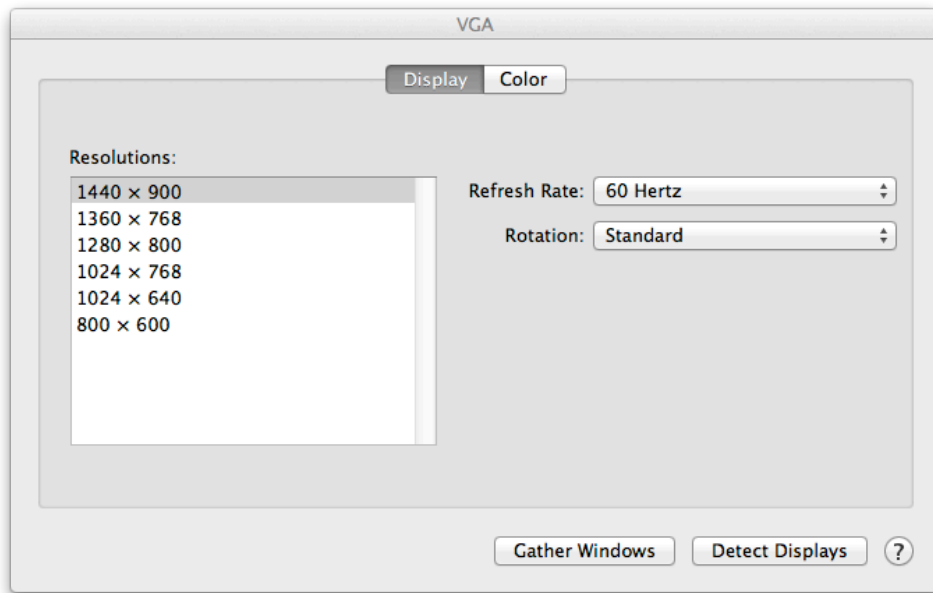 VGA
Display Color
Resolutions:
1440 × 900
1360 × 768
1280 × 800
1024 × 768
1024 × 640
800 × 600
Refresh Rate: 60 Hertz
Rotation: Standard
Gather Windows Detect Displays ?